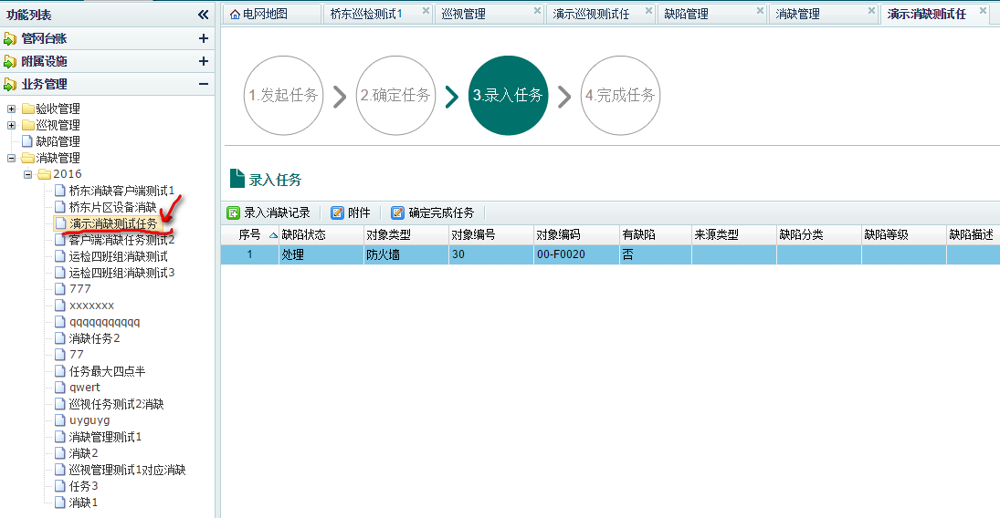 功能列表
管网台账
附属设施
业务管理
验收管理
巡视管理
缺陷管理
消缺管理
2016
桥东消缺客户端测试1
桥东片区设备消缺
演示消缺测试任务
客户端消缺任务测试2
运检四班组消缺测试
运检四班组消缺测试3
777
xxxxxxx
qqqqqqqqqqq
消缺任务2
77
任务最大四点半
qwert
巡视任务测试2消缺
uyguyg
消缺管理测试1
消缺2
巡视管理测试1对应消缺
任务3
消缺1
电网地图 桥东巡检测试1 巡视管理 演示巡视测试任 缺陷管理 消缺管理 演示消缺测试任
1.发起任务 2.确定任务 3.录入任务 4.完成任务
录入任务
录入消缺记录 附件 确定完成任务
序号 缺陷状态 对象类型 对象编号 对象编码 有缺陷 来源类型 缺陷分类 缺陷等级 缺陷描述
1 处理 防火墙 30 00-F0020 否